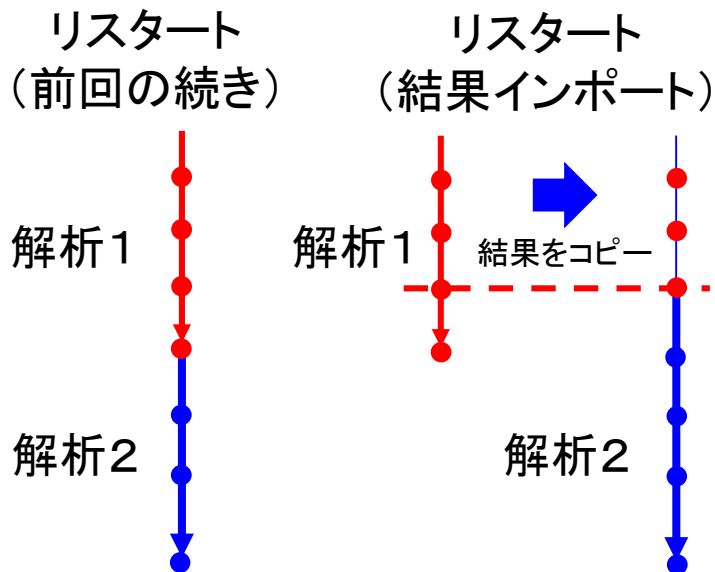 リスタート
（前回の続き）
リスタート
（結果インポート）
解析１
解析１
結果をコピー
解析２
解析２